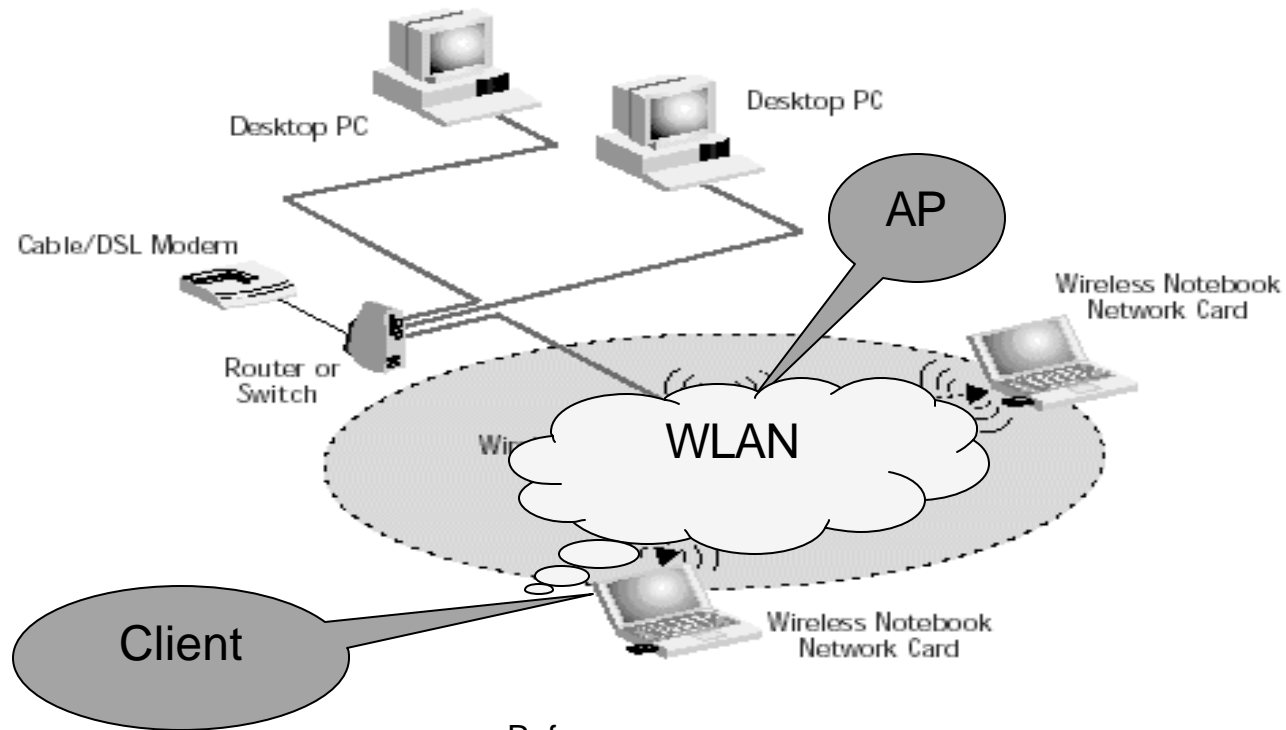 Desktop PC
Desktop PC
AP
Cable/DSL Modem
Wireless Notebook
Network Card
Router or
Switch
WLAN
Client
Wireless Notebook
Network Card